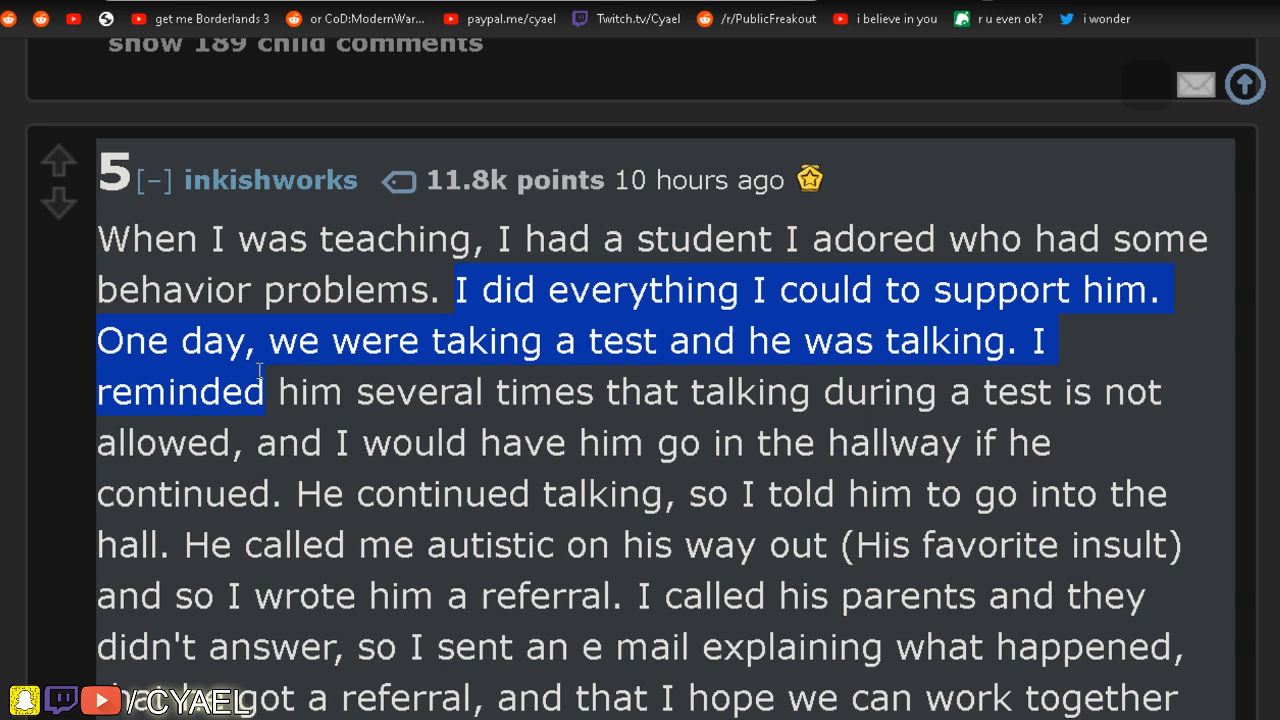 get me Borderlands 3 or CoD:ModernWar... paypal.me/cyael Twitch.tv/Cyael /r/PublicFreakout i believe in you r u even ok? i wonder
show 189 child comments
5 [–] inkishworks 11.8k points 10 hours ago
When I was teaching, I had a student I adored who had some
behavior problems. I did everything I could to support him.
One day, we were taking a test and he was talking. I
reminded him several times that talking during a test is not
allowed, and I would have him go in the hallway if he
continued. He continued talking, so I told him to go into the
hall. He called me autistic on his way out (His favorite insult)
and so I wrote him a referral. I called his parents and they
didn't answer, so I sent an e mail explaining what happened,
got a referral, and that I hope we can work together
/CYAEL